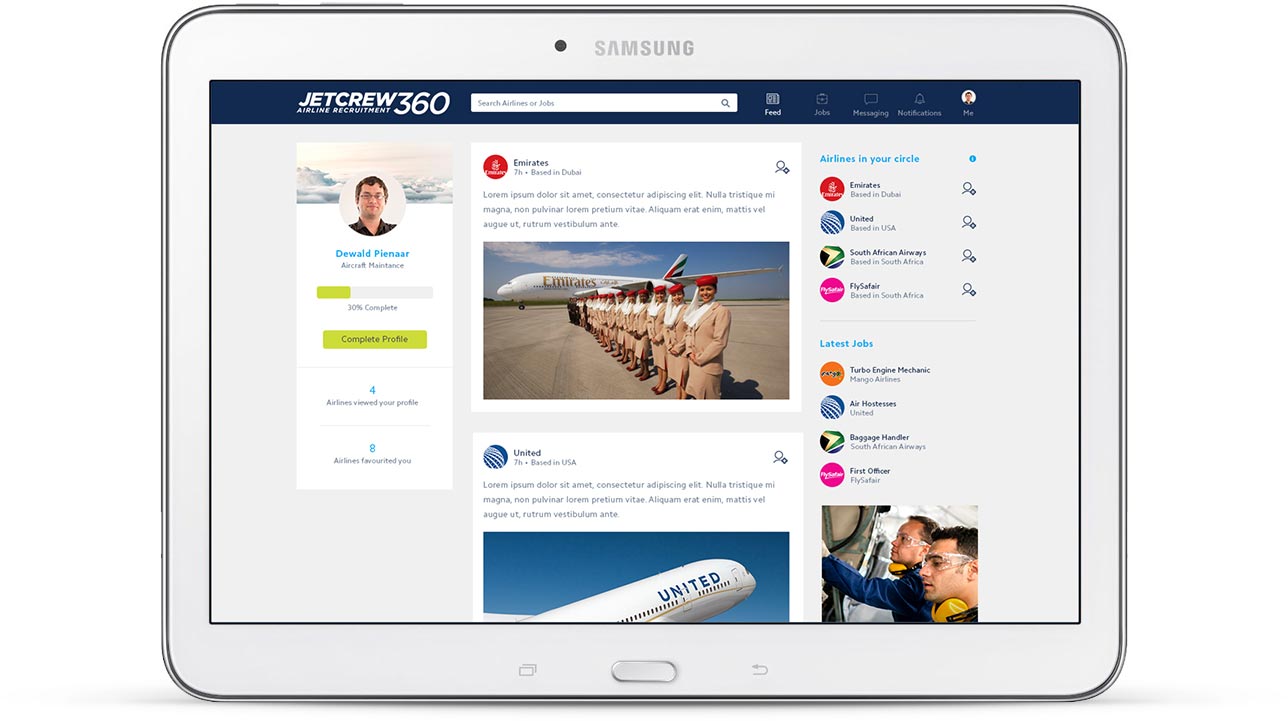 SAMSUNG
JETCREW360
AIRLINE RECRUITMENT
Search Airlines or Jobs
Feed
Jobs
Messaging
Notifications
Me
Dewald Pienaar
Aircraft Maintance
30% Complete
Complete Profile
4
Airlines viewed your profile
8
Airlines favourited you
Emirates
Emirates
7h • Based in Dubai
Lorem ipsum dolor sit amet, consectetur adipiscing elit. Nulla tristique mi
magna, non pulvinar lorem pretium vitae. Aliquam erat enim, mattis vel
augue ut, rutrum vestibulum ante.
Emirates
United
7h • Based in USA
Lorem ipsum dolor sit amet, consectetur adipiscing elit. Nulla tristique mi
magna, non pulvinar lorem pretium vitae. Aliquam erat enim, mattis vel
augue ut, rutrum vestibulum ante.
UNITED
Airlines in your circle
Emirates
Emirates
Based in Dubai
United
Based in USA
South African Airways
Based in South Africa
FlySafair
FlySafair
Based in South Africa
Latest Jobs
Turbo Engine Mechanic
Mango Airlines
Air Hostesses
United
Baggage Handler
South African Airways
FlySafair
First Officer
FlySafair